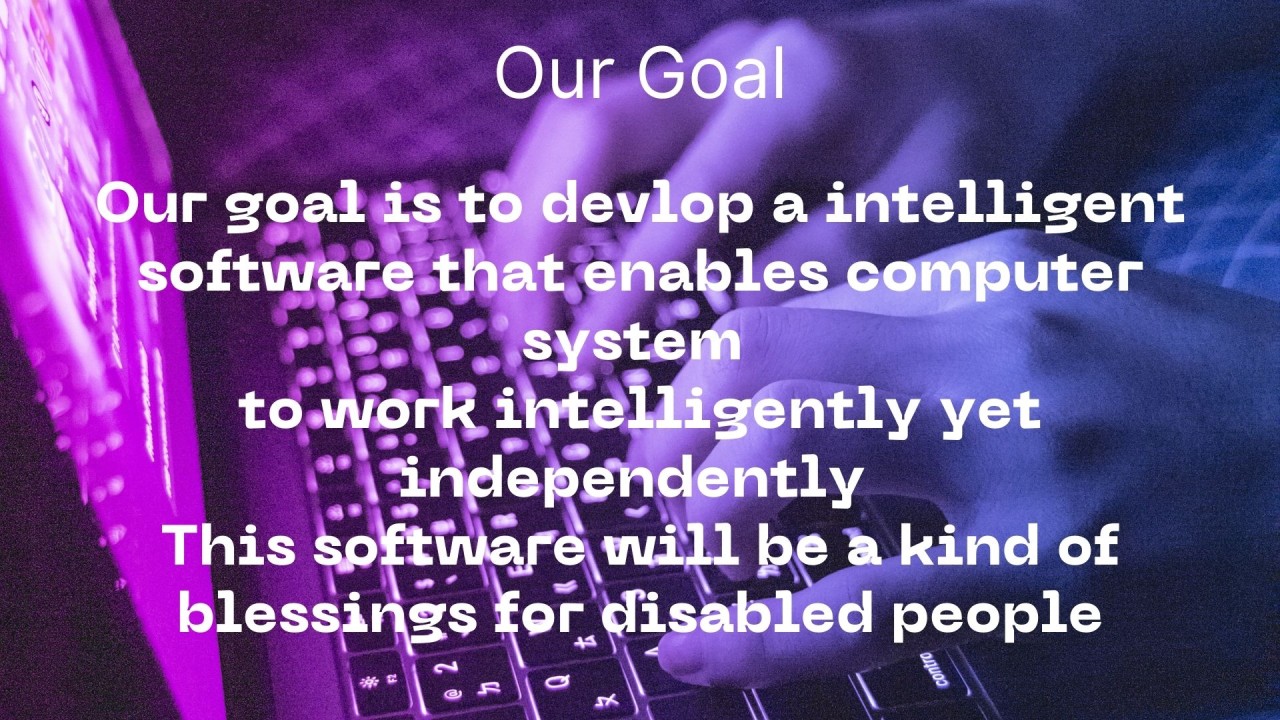 Our Goal
Our goal is to devlop a intelligent
software that enables computer
system
to work intelligently yet
independently
This software will be a kind of
blessings for disabled people
contro